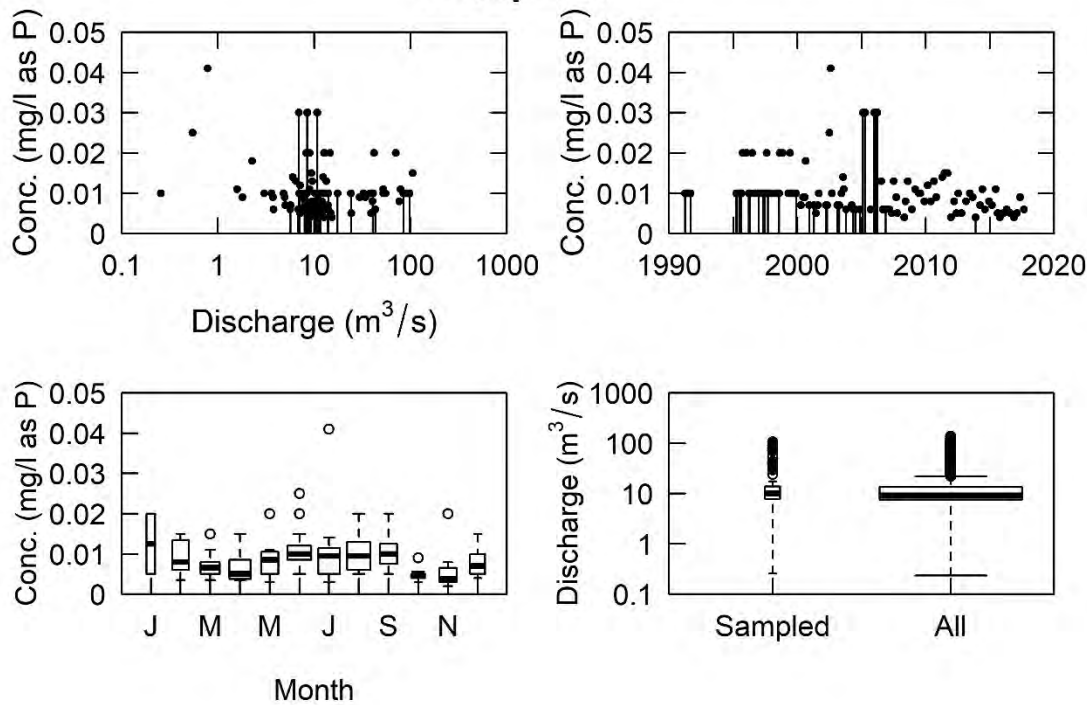 Conc. (mg/l as P)
0.05
0.04
0.03
0.02
0.01
0
0.1 1 10 100 1000
Discharge (m³/s)
Conc. (mg/l as P)
0.05
0.04
0.03
0.02
0.01
0
1990 2000 2010 2020
Conc. (mg/l as P)
0.05
0.04
0.03
0.02
0.01
0
J M M J S N
Month
Discharge (m³/s)
1000
100
10
1
0.1
Sampled All